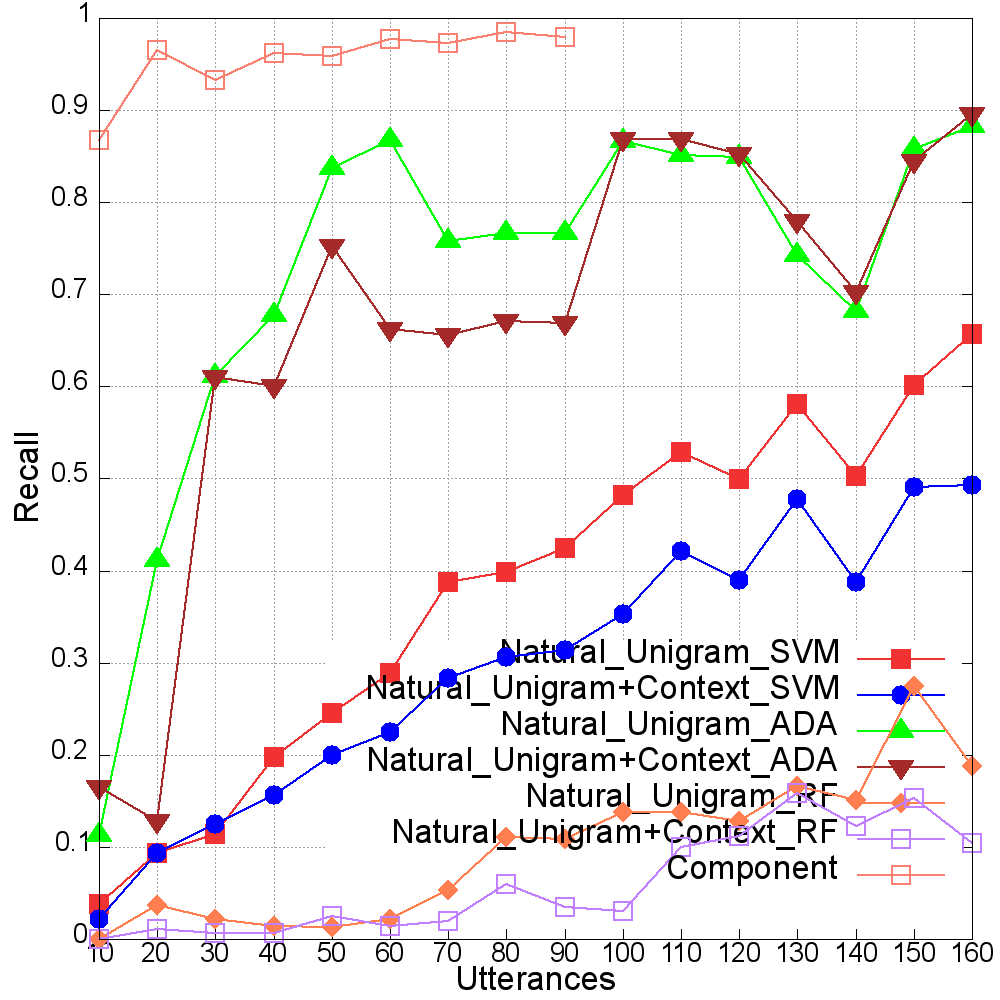 1
0.9
0.8
0.7
0.6
0.5
0.4
0.3
0.2
0.1
0
Recall
Natural_Unigram_SVM
Natural_Unigram+Context_SVM
Natural_Unigram_ADA
Natural_Unigram+Context_ADA
Natural_Unigram_RF
Natural_Unigram+Context_RF
Component
10 20 30 40 50 60 70 80 90 100 110 120 130 140 150 160
Utterances